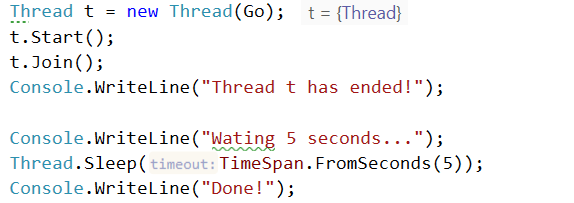 Thread t = new Thread(Go); t = {Thread}
t.Start();
t.Join();
Console.WriteLine("Thread t has ended!");
Console.WriteLine("Wating 5 seconds...");
Thread.Sleep(timeout: TimeSpan.FromSeconds(5));
Console.WriteLine("Done!");